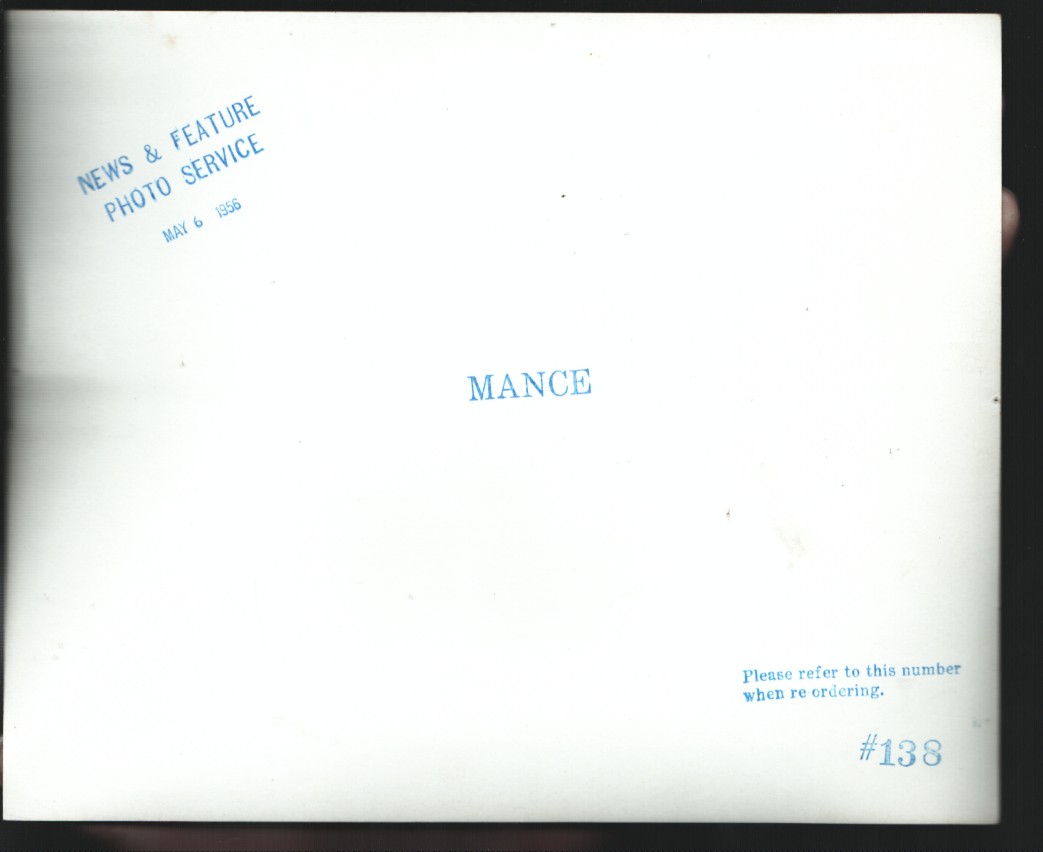 NEWS & FEATURE
PHOTO SERVICE
MAY 6 1956
MANCE
Please refer to this number
when re ordering.
#138